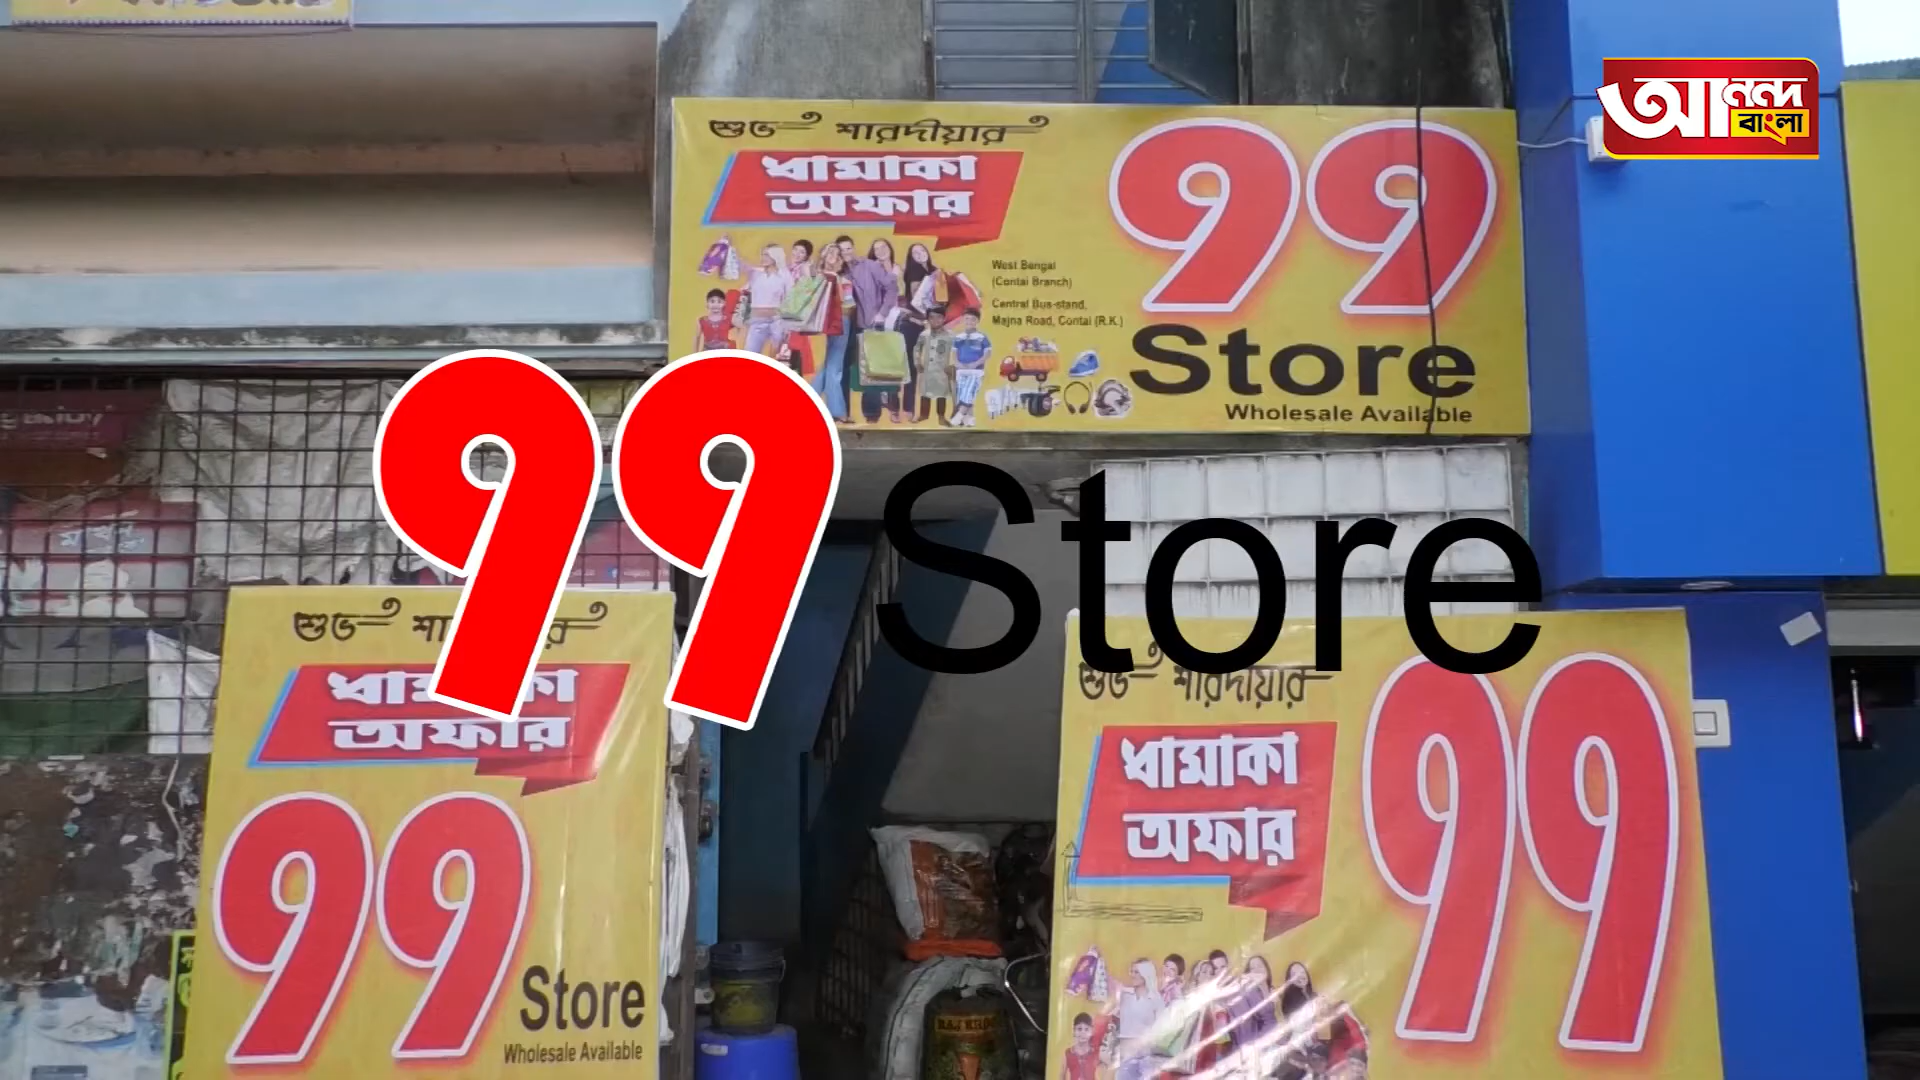 আনন্দ
বাংলা
শুভ শারদীয়ার
ধামাকা
অফার
99
Store
Wholesale Available
West Bengal
(Contai Branch)
Central Bus-stand,
Majna Road, Contai (R.K.)
99 Store
শুভ
ধামাকা
অফার
99
Store
Wholesale Available
শুভ শারদীয়ার
ধামাকা
অফার
99